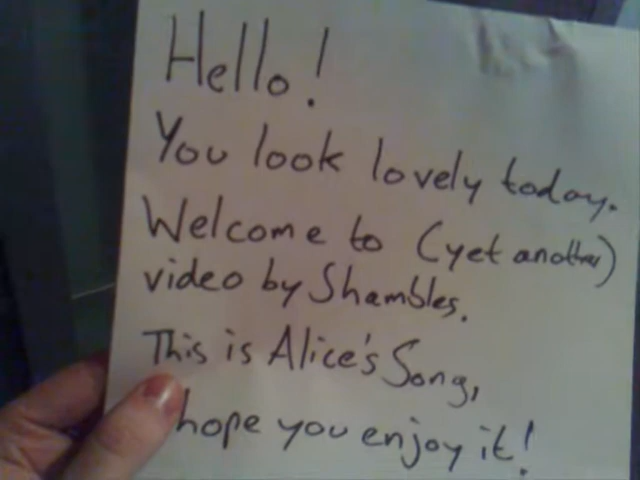 Hello!
You look lovely today.
Welcome to (yet another)
video by Shambles.
This is Alice's Song,
hope you enjoy it!